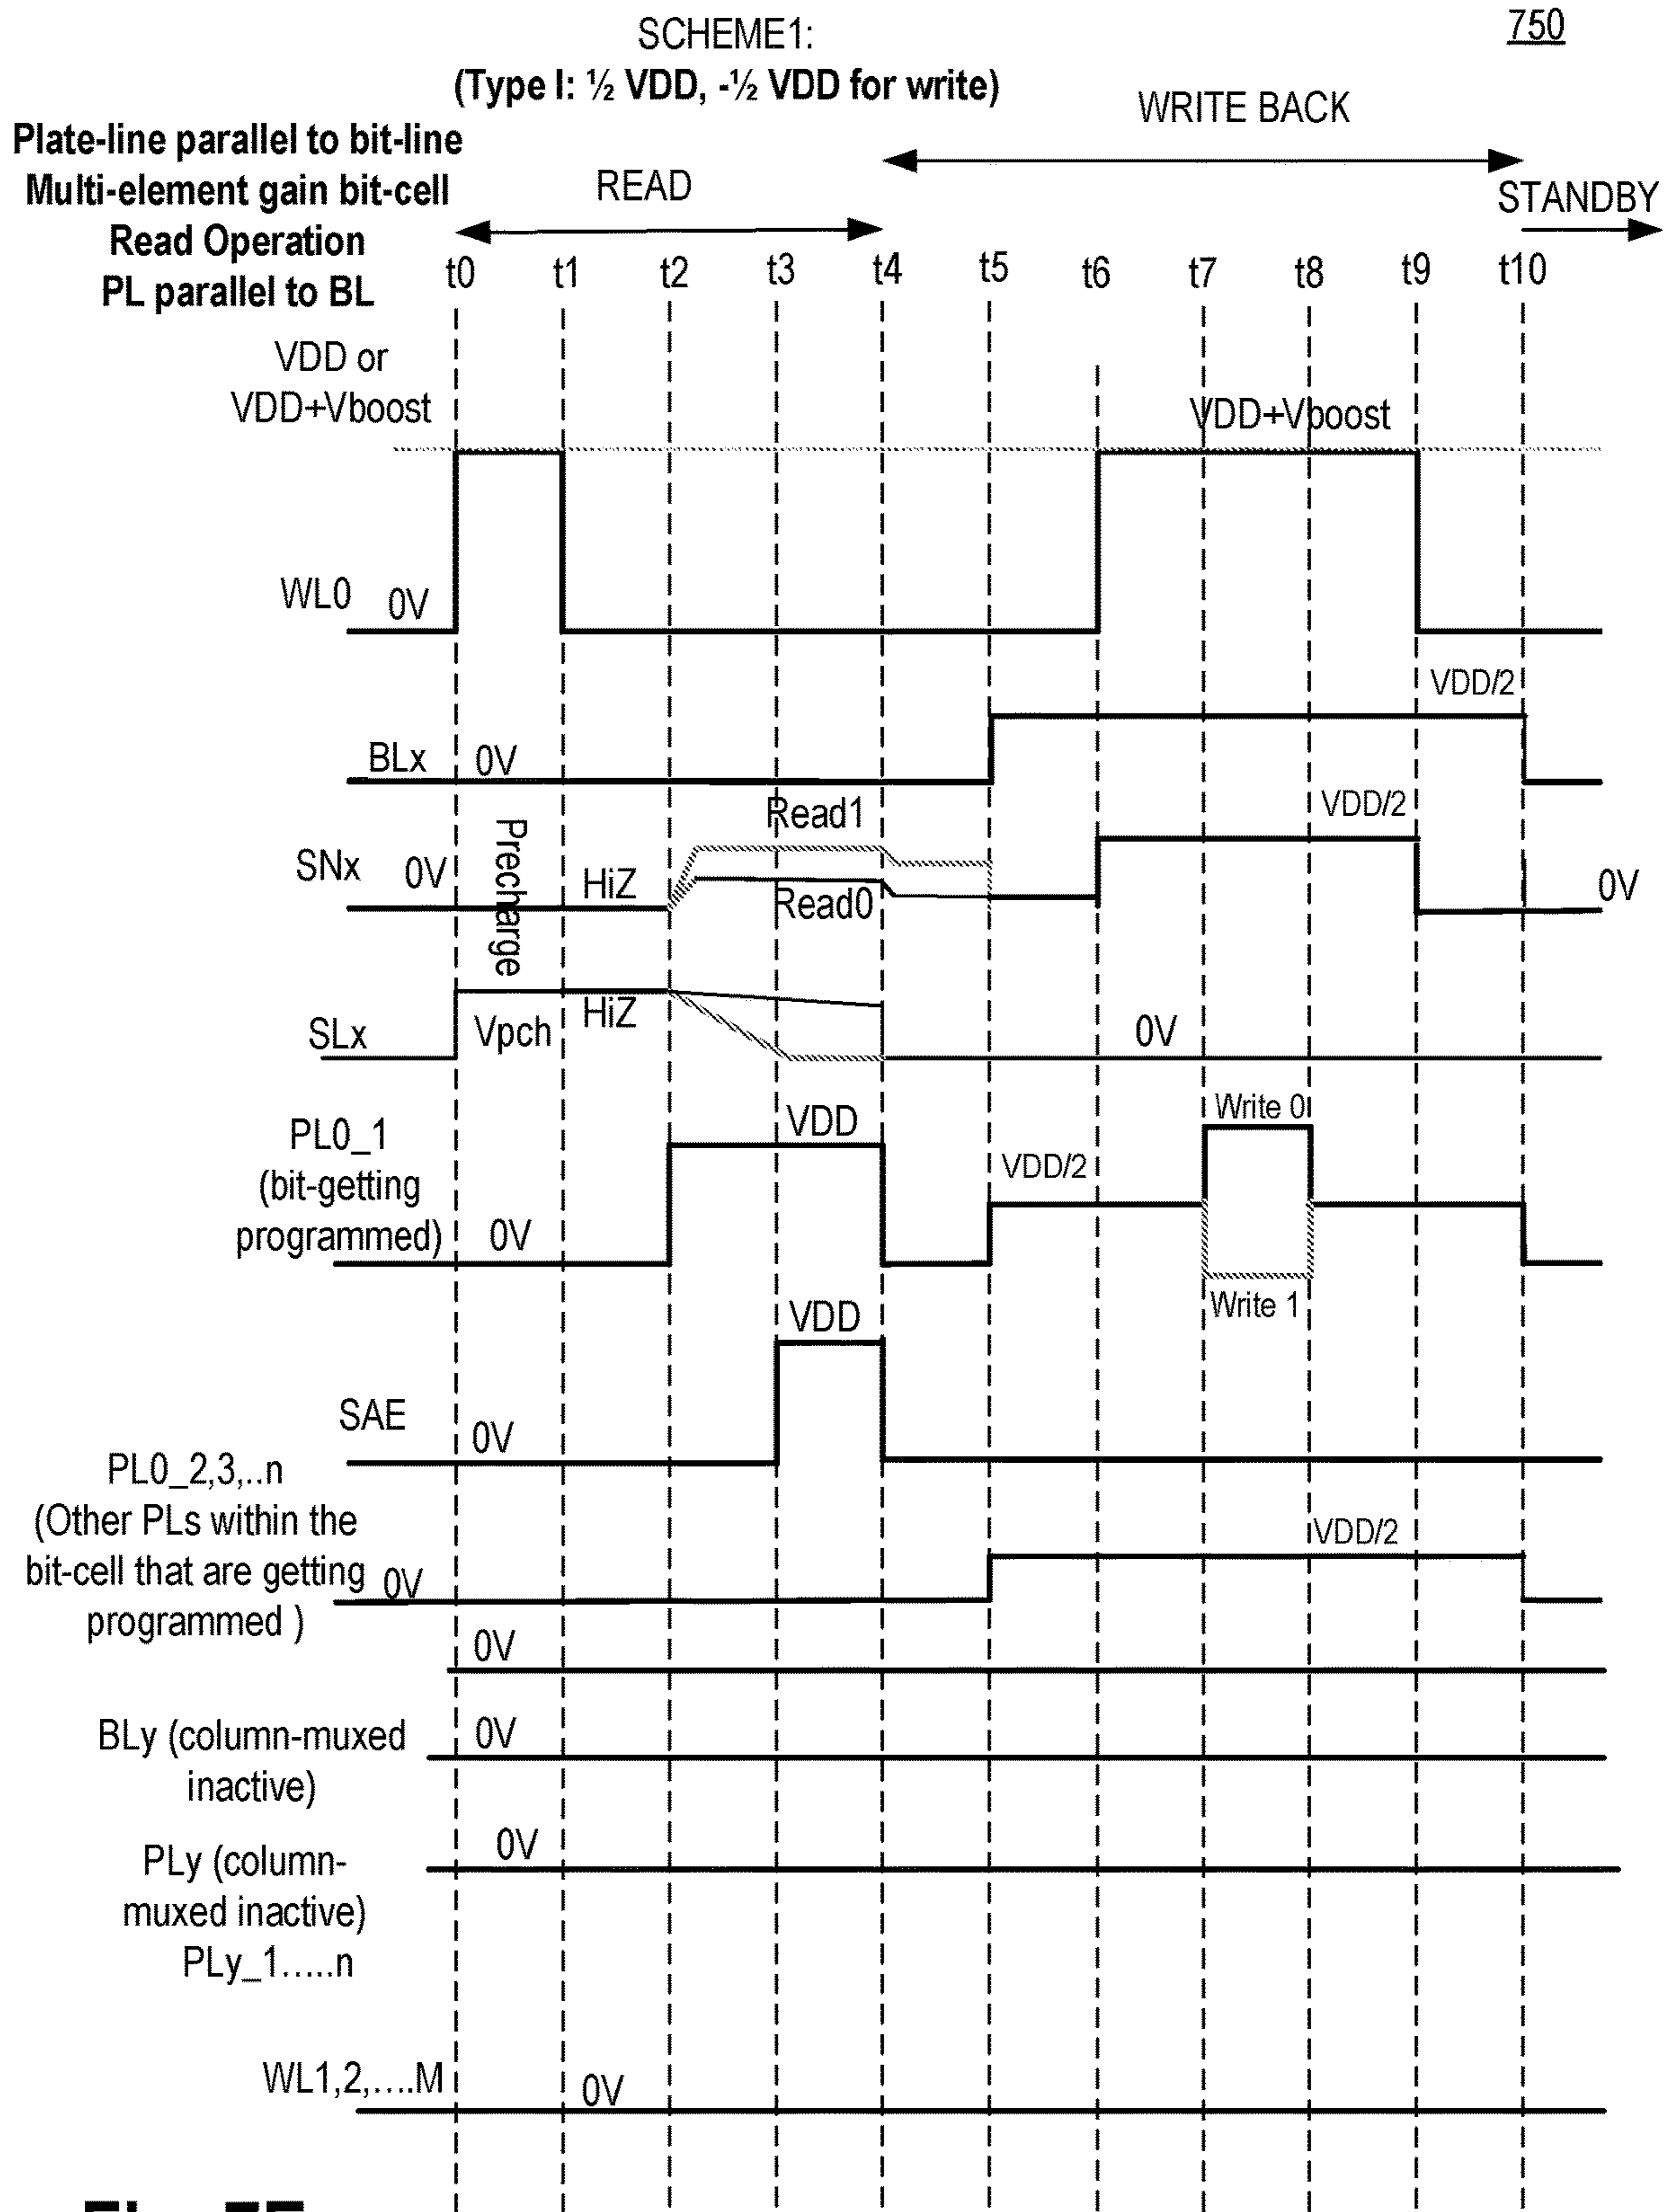 SCHEME1:
750
(Type I: ½ VDD, -½ VDD for write)
WRITE BACK
Plate-line parallel to bit-line
Multi-element gain bit-cell
READ
STANDBY
Read Operation
PL parallel to BL
t0 t1 t2 t3 t4 t5 t6 t7 t8 t9 t10
VDD or
VDD+Vboost
VDD+Vboost
WL0 0V
VDD/2
BLx 0V
Read1
VDD/2
Precharge
SNx 0V HiZ
Read0
0V
HiZ
SLx Vpch
0V
Write 0
PL0_1
VDD
(bit-getting
VDD/2
programmed) 0V
Write 1
VDD
SAE 0V
PL0_2,3,..n
(Other PLs within the
VDD/2
bit-cell that are getting 0V
programmed )
0V
BLy (column-muxed 0V
inactive)
0V
PLy (column-
muxed inactive)
PLy_1.....n
WL1,2,....M 0V